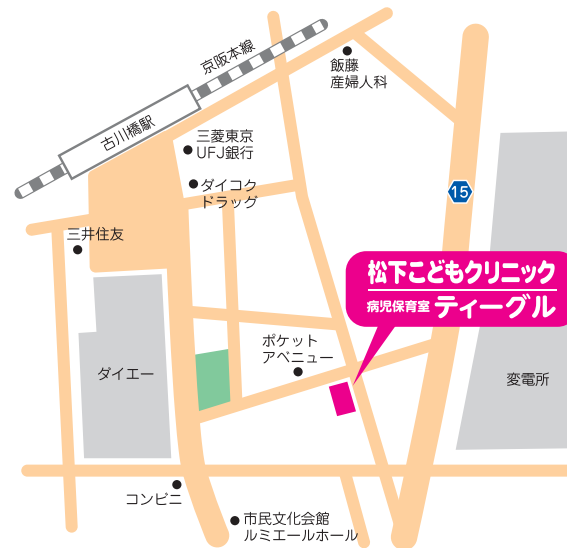 京阪本線
古川橋駅
飯藤
産婦人科
三菱東京
UFJ銀行
ダイコク
ドラッグ
15
三井住友
松下こどもクリニック
病児保育室 ティーグル
ポケット
アベニュー
ダイエー
変電所
コンビニ
市民文化会館
ルミエールホール